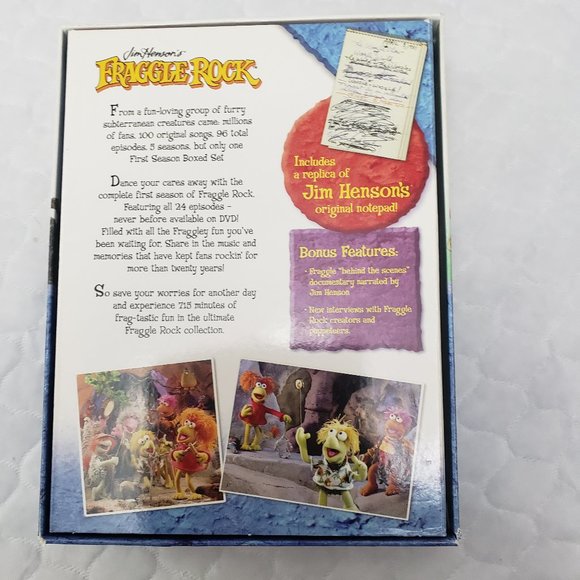 Jim Henson's
FRAGGLE ROCK
From a fun-loving group of furry
subterranean creatures came: millions
of fans, 100 original songs, 96 total
episodes, 5 seasons, but only one
First Season Boxed Set
Dance your cares away with the
complete first season of Fraggle Rock.
Featuring all 24 episodes –
never before available on DVD!
Filled with all the Fraggley fun you've
been waiting for. Share in the music and
memories that have kept fans rockin' for
more than twenty years!
So save your worries for another day
and experience 715 minutes of
frag-tastic fun in the ultimate
Fraggle Rock collection.
Includes
a replica of
Jim Henson's
original notepad!
Bonus Features:
• Fraggle "behind the scenes"
documentary narrated by
Jim Henson
• New interviews with Fraggle
Rock creators and
puppeteers.